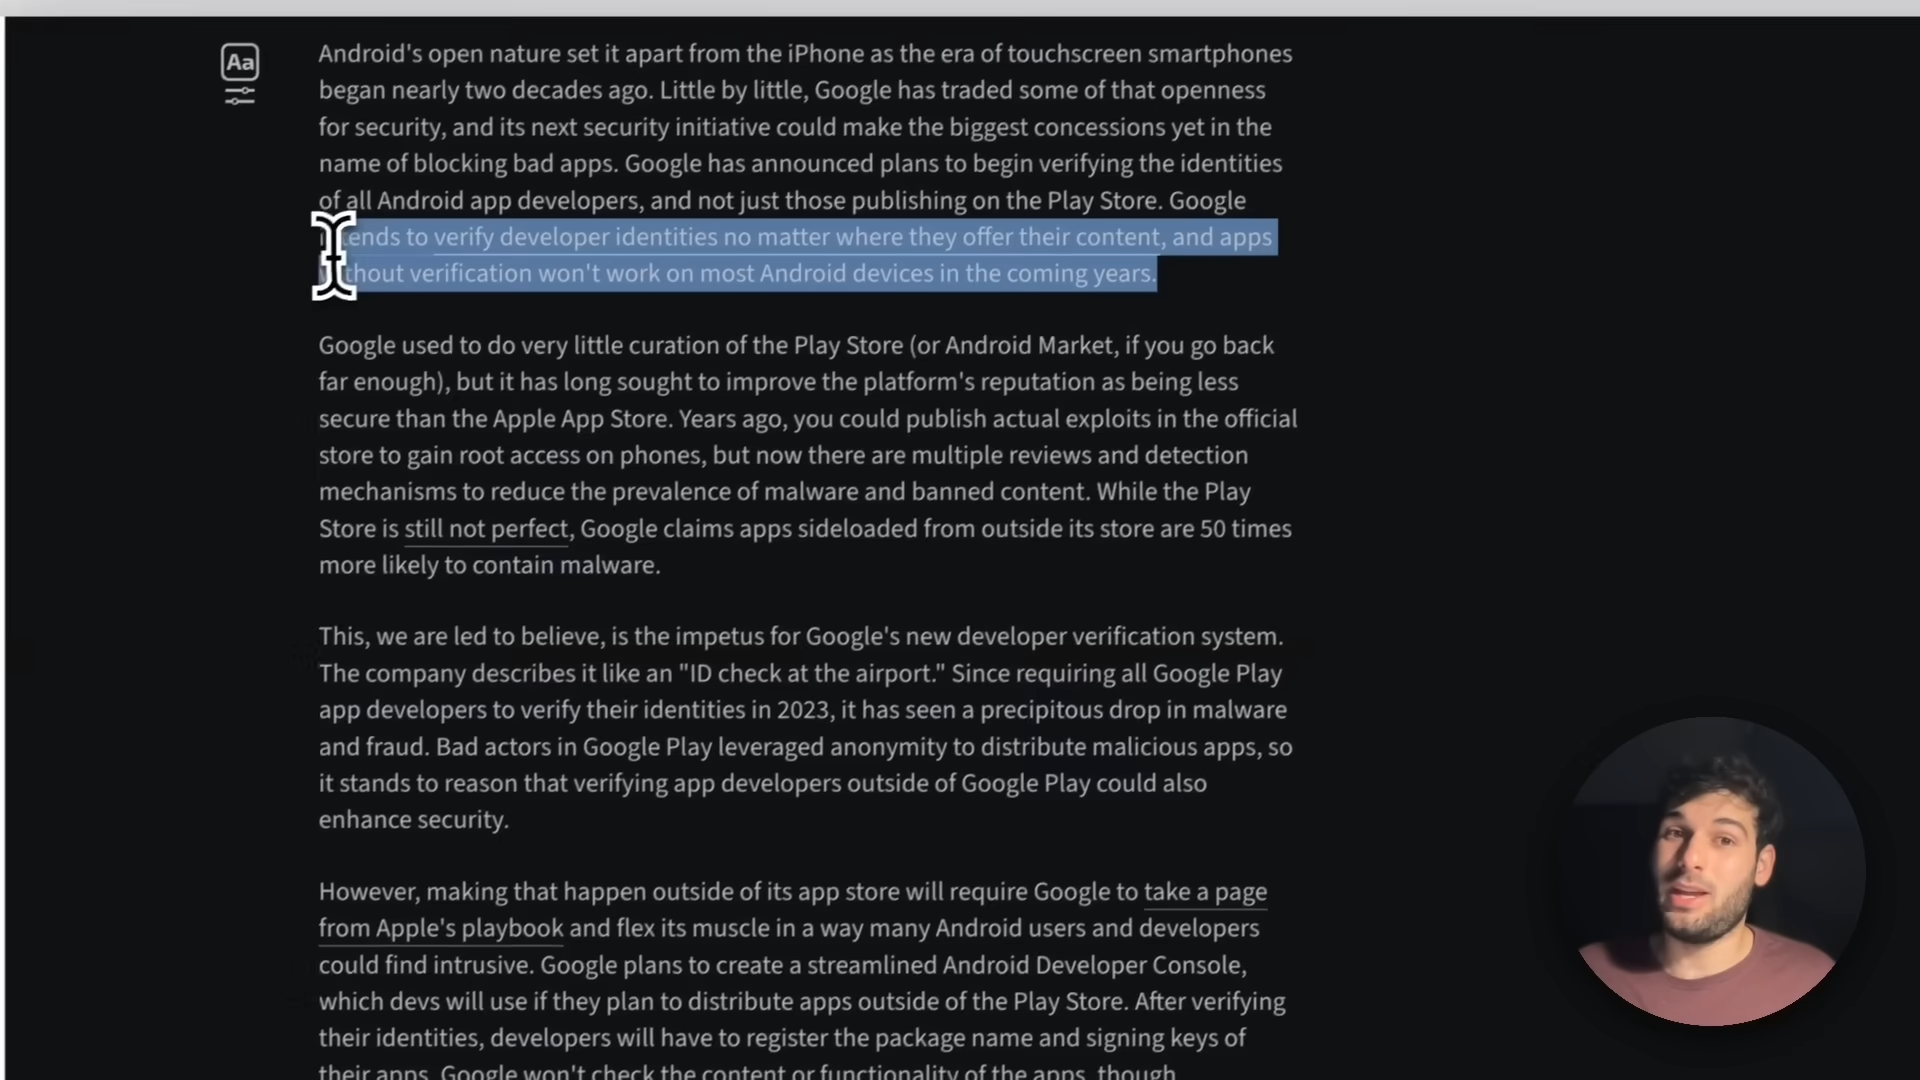 Aa
Android's open nature set it apart from the iPhone as the era of touchscreen smartphones
began nearly two decades ago. Little by little, Google has traded some of that openness
for security, and its next security initiative could make the biggest concessions yet in the
name of blocking bad apps. Google has announced plans to begin verifying the identities
of all Android app developers, and not just those publishing on the Play Store. Google
intends to verify developer identities no matter where they offer their content, and apps
without verification won't work on most Android devices in the coming years.
Google used to do very little curation of the Play Store (or Android Market, if you go back
far enough), but it has long sought to improve the platform's reputation as being less
secure than the Apple App Store. Years ago, you could publish actual exploits in the official
store to gain root access on phones, but now there are multiple reviews and detection
mechanisms to reduce the prevalence of malware and banned content. While the Play
Store is still not perfect, Google claims apps sideloaded from outside its store are 50 times
more likely to contain malware.
This, we are led to believe, is the impetus for Google's new developer verification system.
The company describes it like an "ID check at the airport." Since requiring all Google Play
app developers to verify their identities in 2023, it has seen a precipitous drop in malware
and fraud. Bad actors in Google Play leveraged anonymity to distribute malicious apps, so
it stands to reason that verifying app developers outside of Google Play could also
enhance security.
However, making that happen outside of its app store will require Google to take a page
from Apple's playbook and flex its muscle in a way many Android users and developers
could find intrusive. Google plans to create a streamlined Android Developer Console,
which devs will use if they plan to distribute apps outside of the Play Store. After verifying
their identities, developers will have to register the package name and signing keys of
their apps. Google won't check the content or functionality of the apps, though